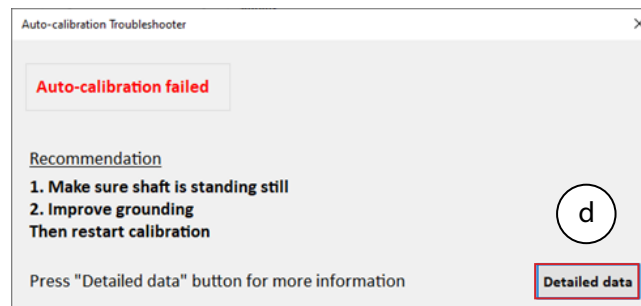 Auto-calibration Troubleshooter
Auto-calibration failed
Recommendation
1. Make sure shaft is standing still
2. Improve grounding
Then restart calibration
d
Press "Detailed data" button for more information
Detailed data